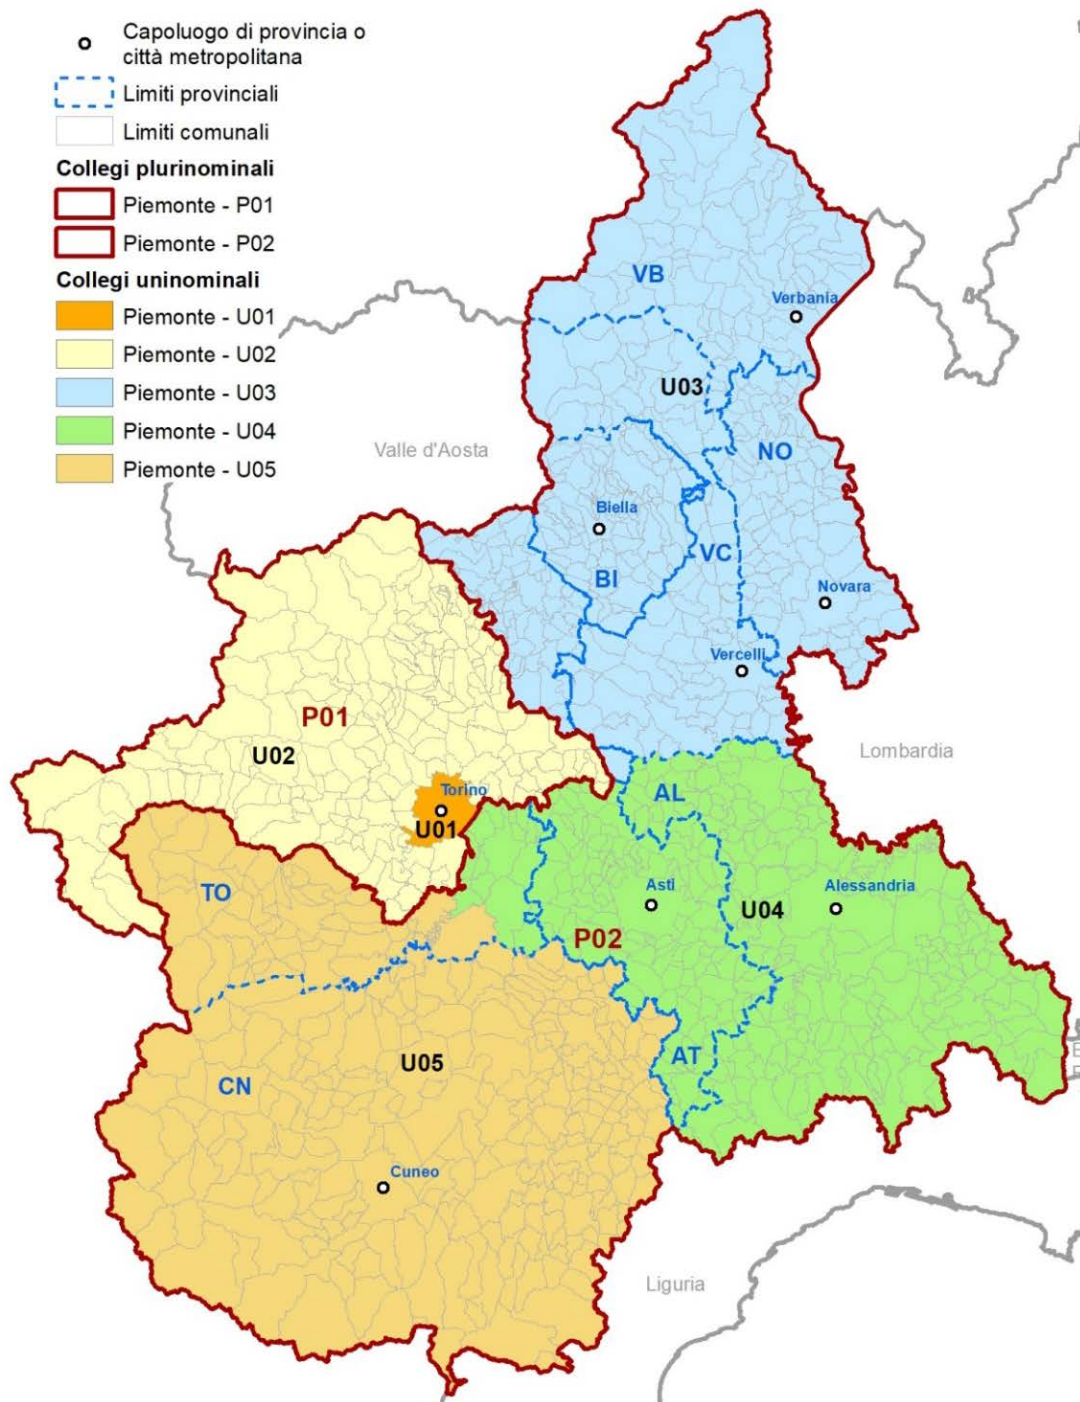 Capoluogo di provincia o
città metropolitana
Limiti provinciali
Limiti comunali
Collegi plurinominali
Piemonte - P01
Piemonte - P02
Collegi uninominali
Piemonte - U01
Piemonte - U02
Piemonte - U03
Piemonte - U04
Piemonte - U05
VB
Verbania
U03
Valle d'Aosta
NO
Biella
VC
BI
Novara
Vercelli
P01
U02
Lombardia
Torino
AL
U01
TO
Asti
Alessandria
U04
P02
AT
U05
CN
Cuneo
Liguria